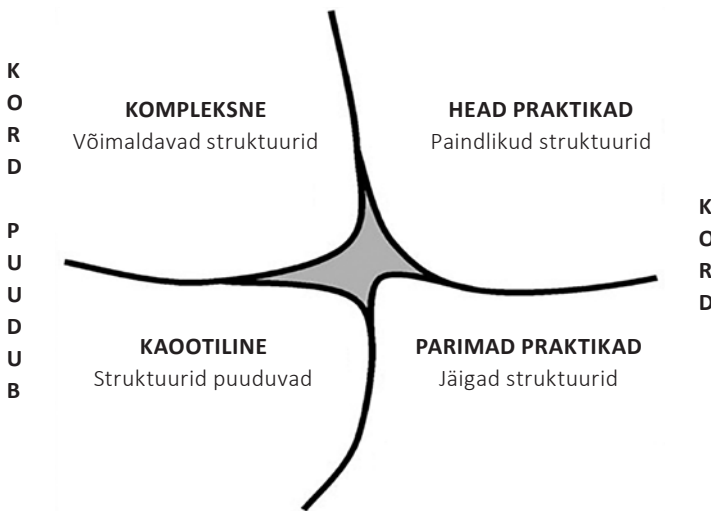 KORD PUUDUB
KOMPLEKSNE
Võimaldavad struktuurid
HEAD PRAKTIKAD
Paindlikud struktuurid
KORD
KAOOTILINE
Struktuurid puuduvad
PARIMAD PRAKTIKAD
Jäigad struktuurid